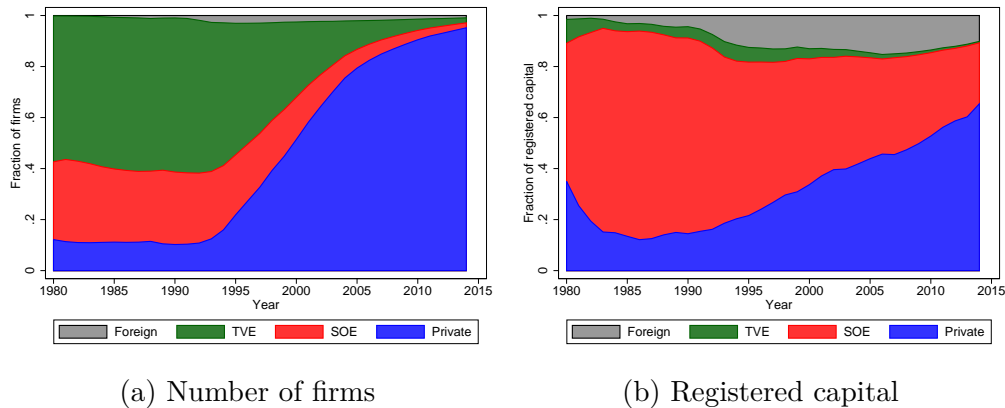 Fraction of firms
0 .2 .4 .6 .8 1
1980 1985 1990 1995 2000 2005 2010 2015
Year
Foreign TVE SOE Private
(a) Number of firms
Fraction of registered capital
0 .2 .4 .6 .8 1
1980 1985 1990 1995 2000 2005 2010 2015
Year
Foreign TVE SOE Private
(b) Registered capital